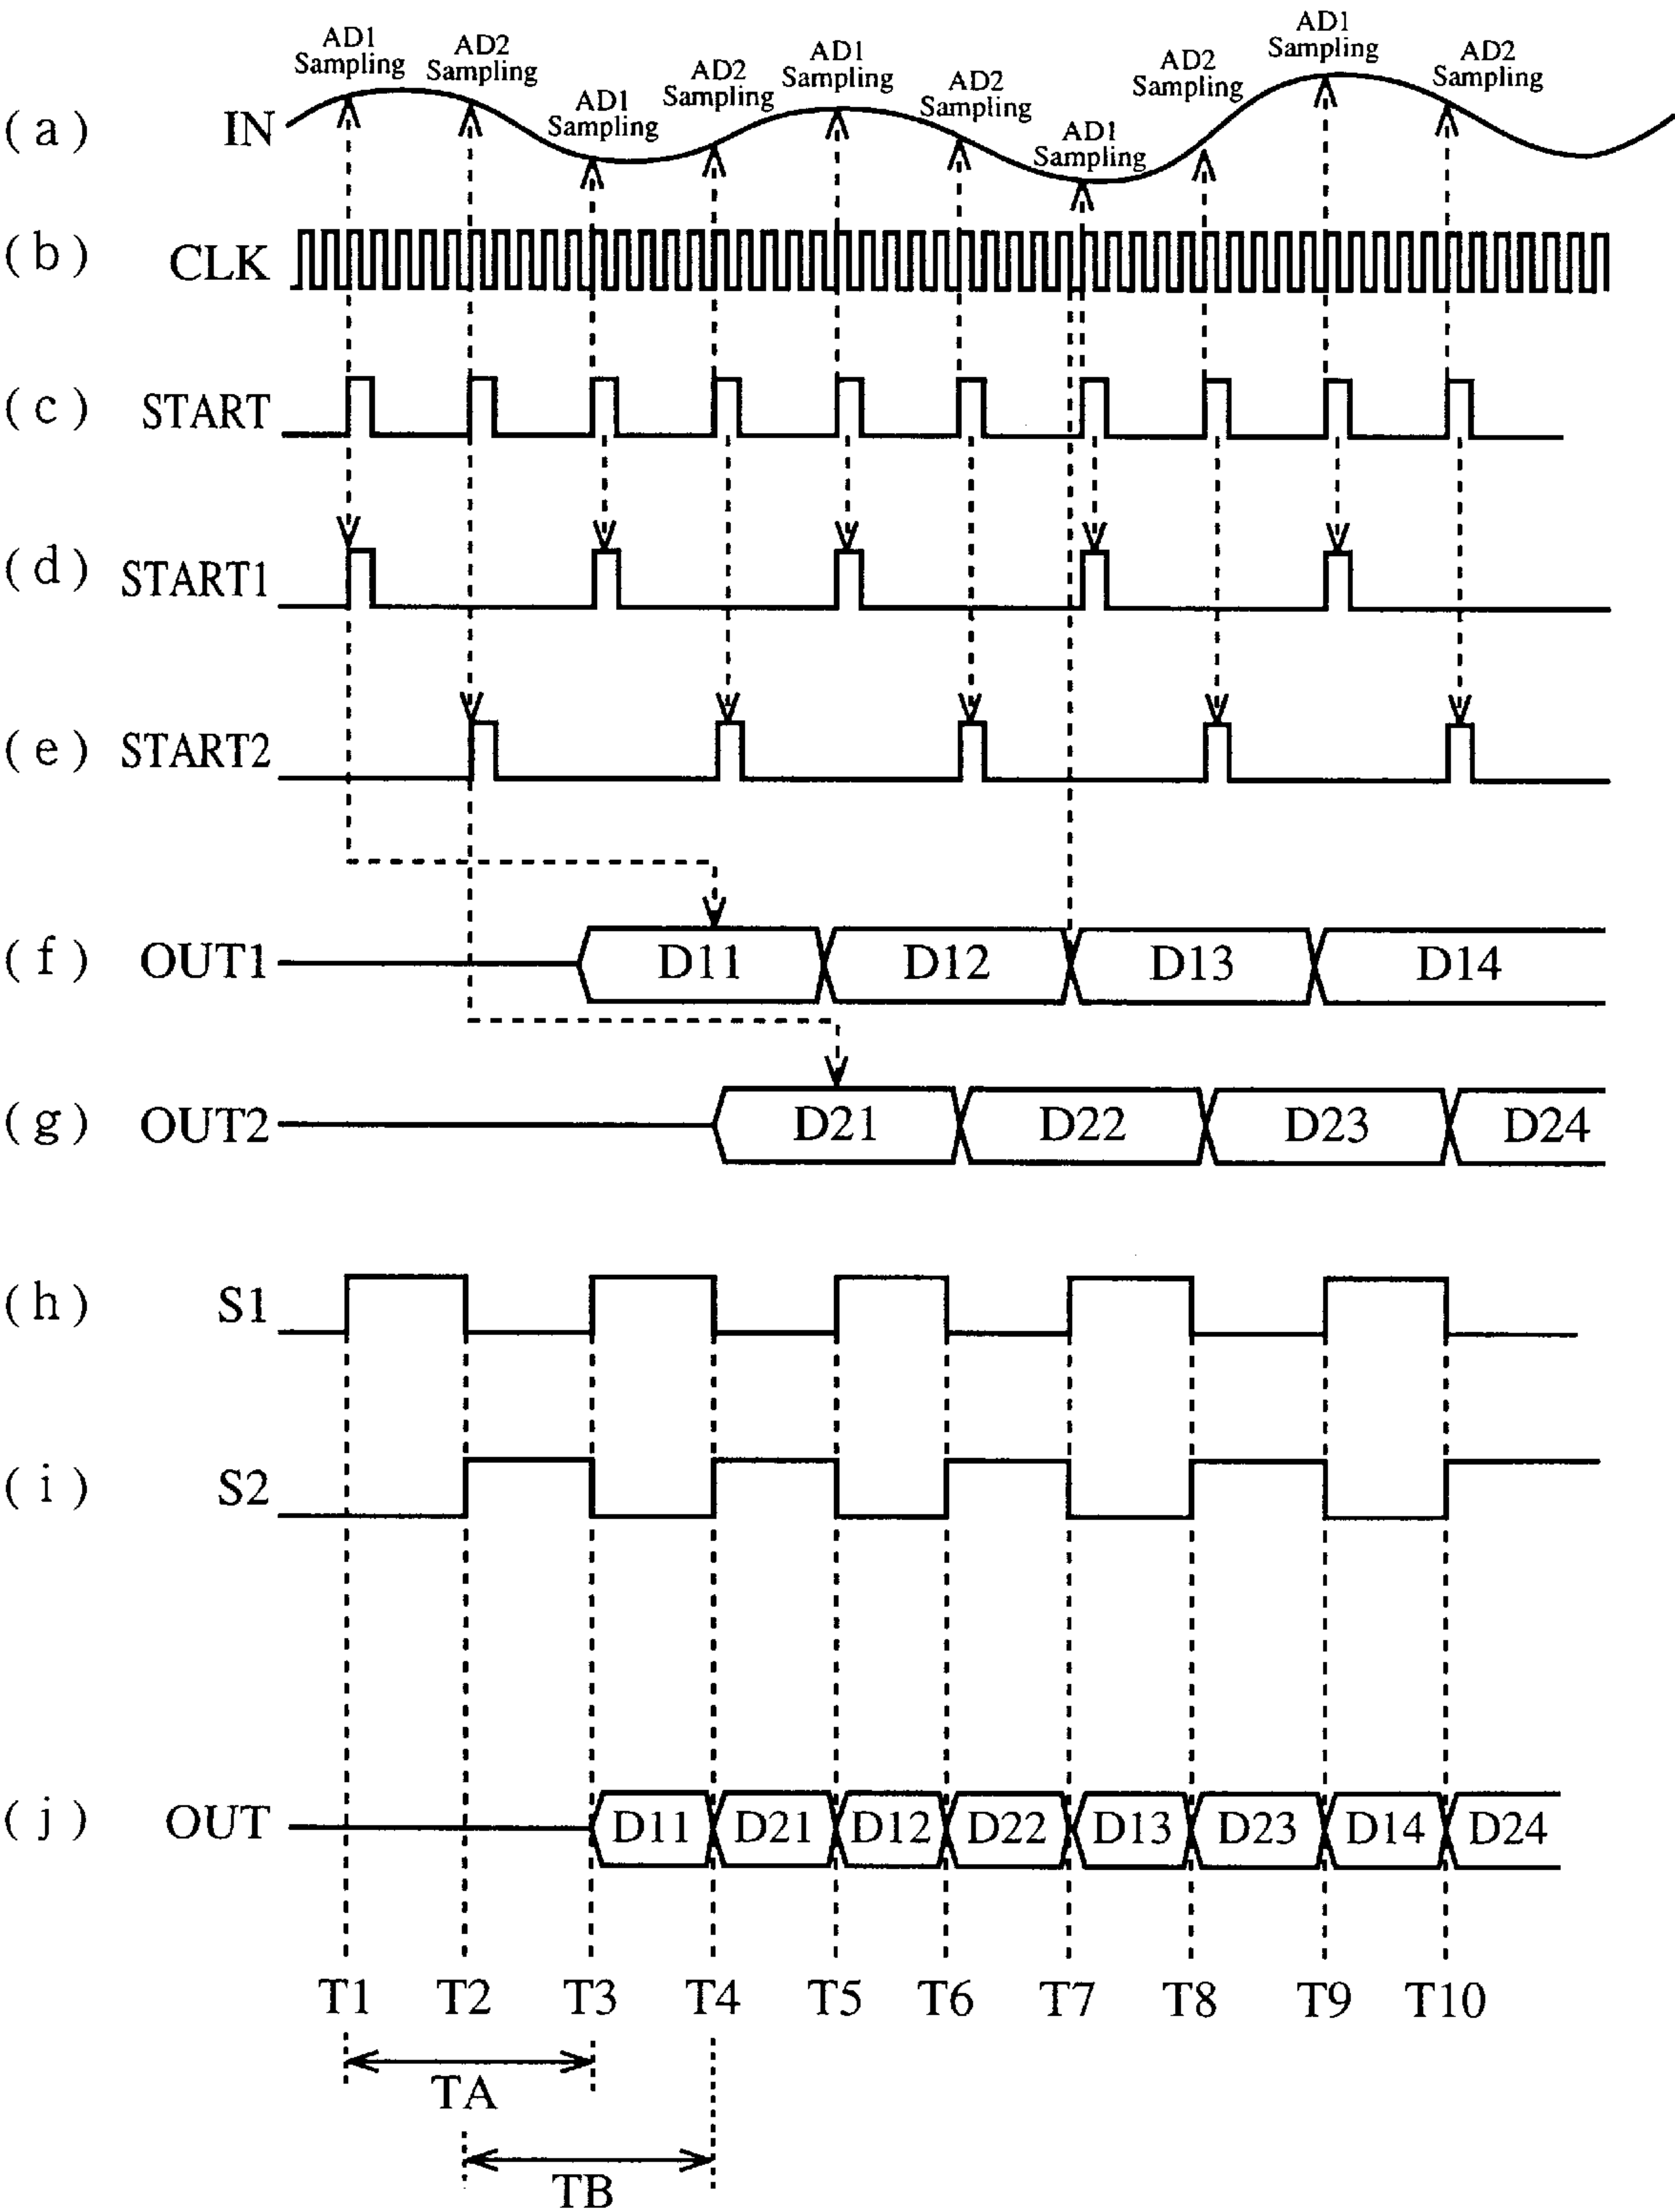 AD1
Sampling
AD2
Sampling
AD1
Sampling
AD2
Sampling
AD1
Sampling
AD2
Sampling
AD1
Sampling
AD2
Sampling
AD1
Sampling
AD2
Sampling
(a) IN
(b) CLK
(c) START
(d) START1
(e) START2
(f) OUT1 D11 D12 D13 D14
(g) OUT2 D21 D22 D23 D24
(h) S1
(i) S2
(j) OUT D11 D21 D12 D22 D13 D23 D14 D24
T1 T2 T3 T4 T5 T6 T7 T8 T9 T10
TA
TB